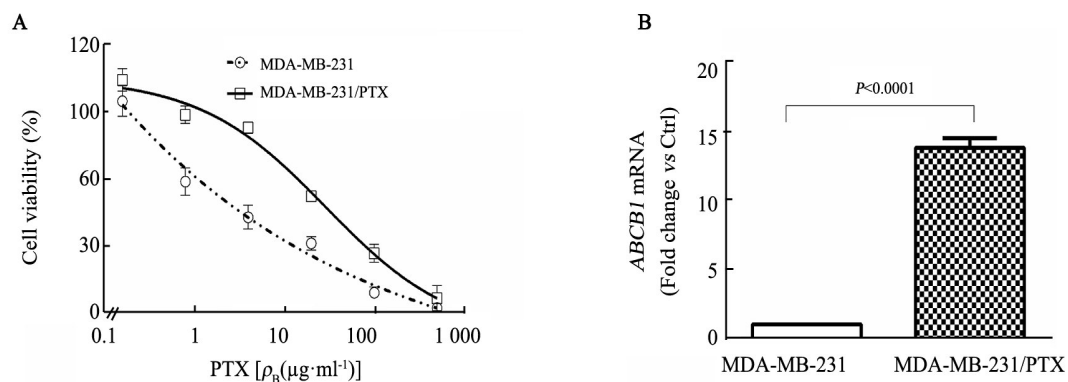 A
120
100
60
30
0
Cell viability (%)
MDA-MB-231
MDA-MB-231/PTX
0.1
1
10
100
1 000
PTX [ρB(μg·ml-1)]
B
20
15
10
5
0
ABCB1 mRNA
(Fold change vs Ctrl)
P<0.0001
MDA-MB-231
MDA-MB-231/PTX